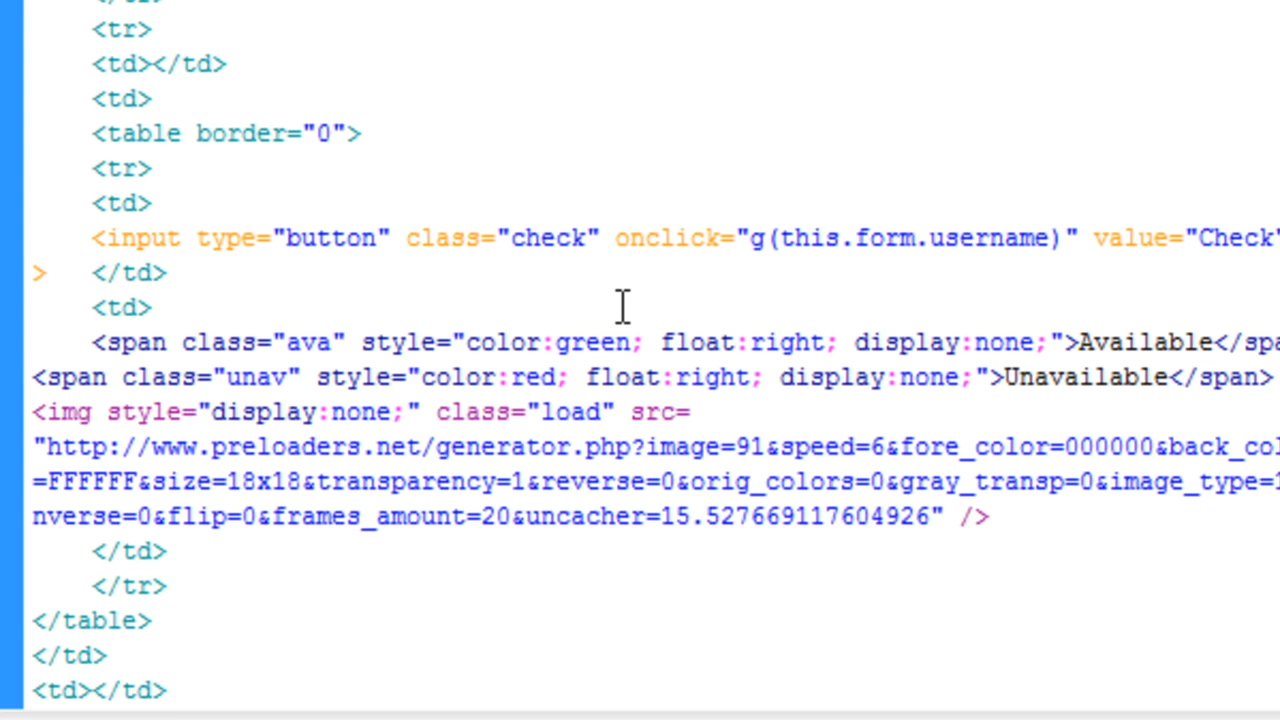 </tr>
<tr>
<td></td>
<td>
<table border="0">
<tr>
<td>
<input type="button" class="check" onclick="g(this.form.username)" value="Check"
> </td>
<td>
<span class="ava" style="color:green; float:right; display:none;">Available</spa
<span class="unav" style="color:red; float:right; display:none;">Unavailable</span>
<img style="display:none;" class="load" src=
"http://www.preloaders.net/generator.php?image=91&speed=6&fore_color=000000&back_col
=FFFFFF&size=18x18&transparency=1&reverse=0&orig_colors=0&gray_transp=0&image_type=1
nverse=0&flip=0&frames_amount=20&uncacher=15.527669117604926" />
</td>
</tr>
</table>
</td>
<td></td>